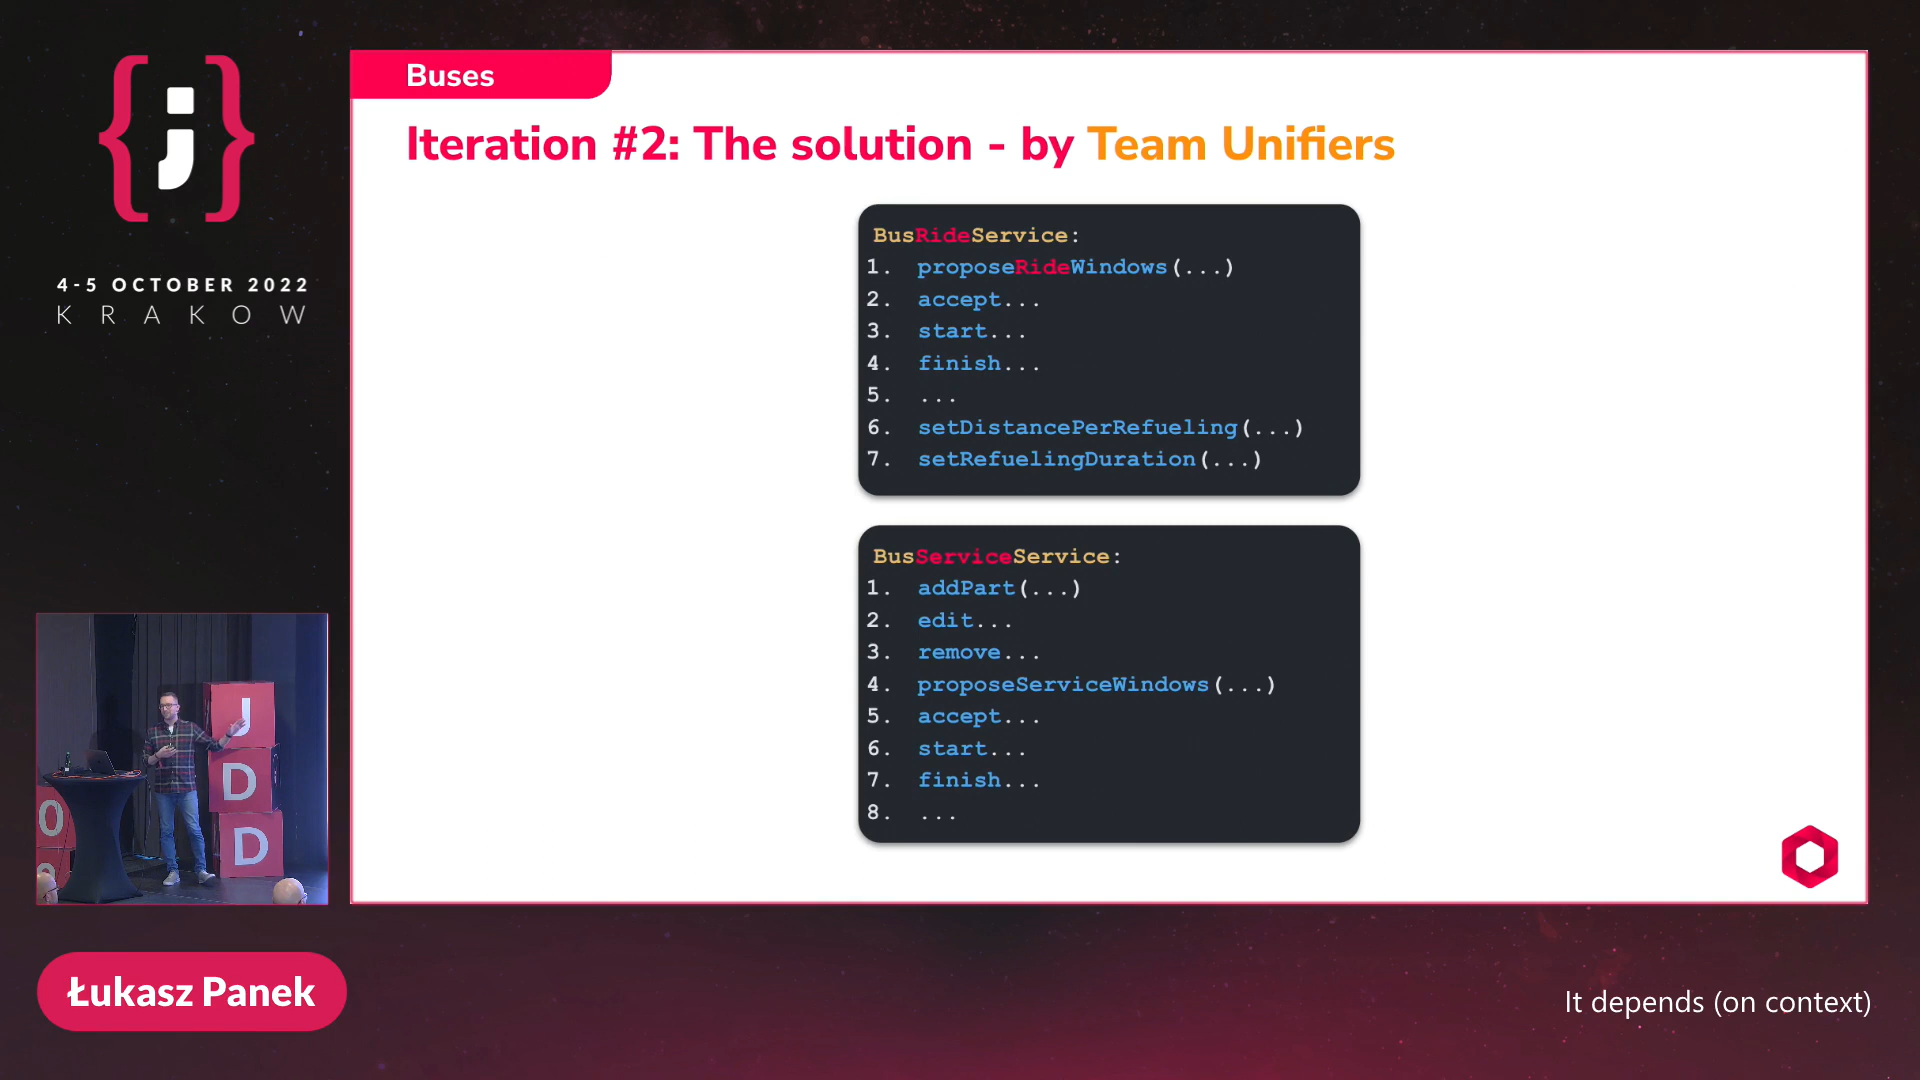 {j}
4-5 OCTOBER 2022
KRAKOW
Buses
Iteration #2: The solution - by Team Unifiers
BusRideService:
1. proposeRideWindows(...)
2. accept...
3. start...
4. finish...
5. ...
6. setDistancePerRefueling(...)
7. setRefuelingDuration(...)
BusServiceService:
1. addPart(...)
2. edit...
3. remove...
4. proposeServiceWindows(...)
5. accept...
6. start...
7. finish...
8. ...
J
D
D
Łukasz Panek
It depends (on context)